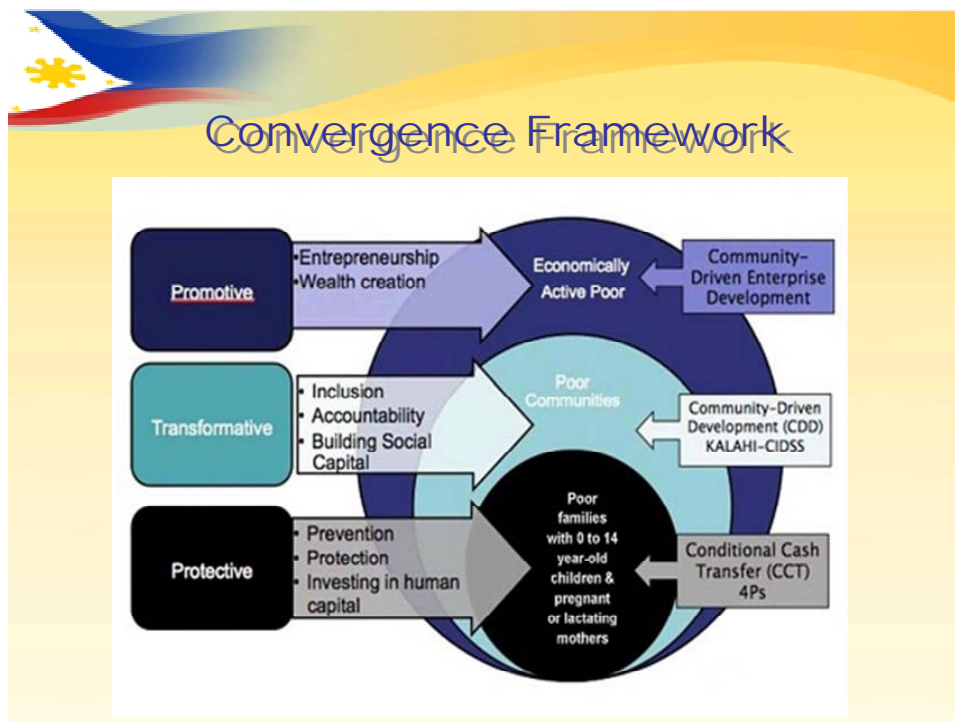 Convergence Framework
Promotive
•Entrepreneurship
•Wealth creation
Economically
Active Poor
Community-
Driven Enterprise
Development
Transformative
• Inclusion
• Accountability
• Building Social
Capital
Poor
Communities
Community-Driven
Development (CDD)
KALAHI-CIDSS
Protective
• Prevention
• Protection
• Investing in human
capital
Poor
families
with 0 to 14
year-old
children &
pregnant
or lactating
mothers
Conditional Cash
Transfer (CCT)
4Ps